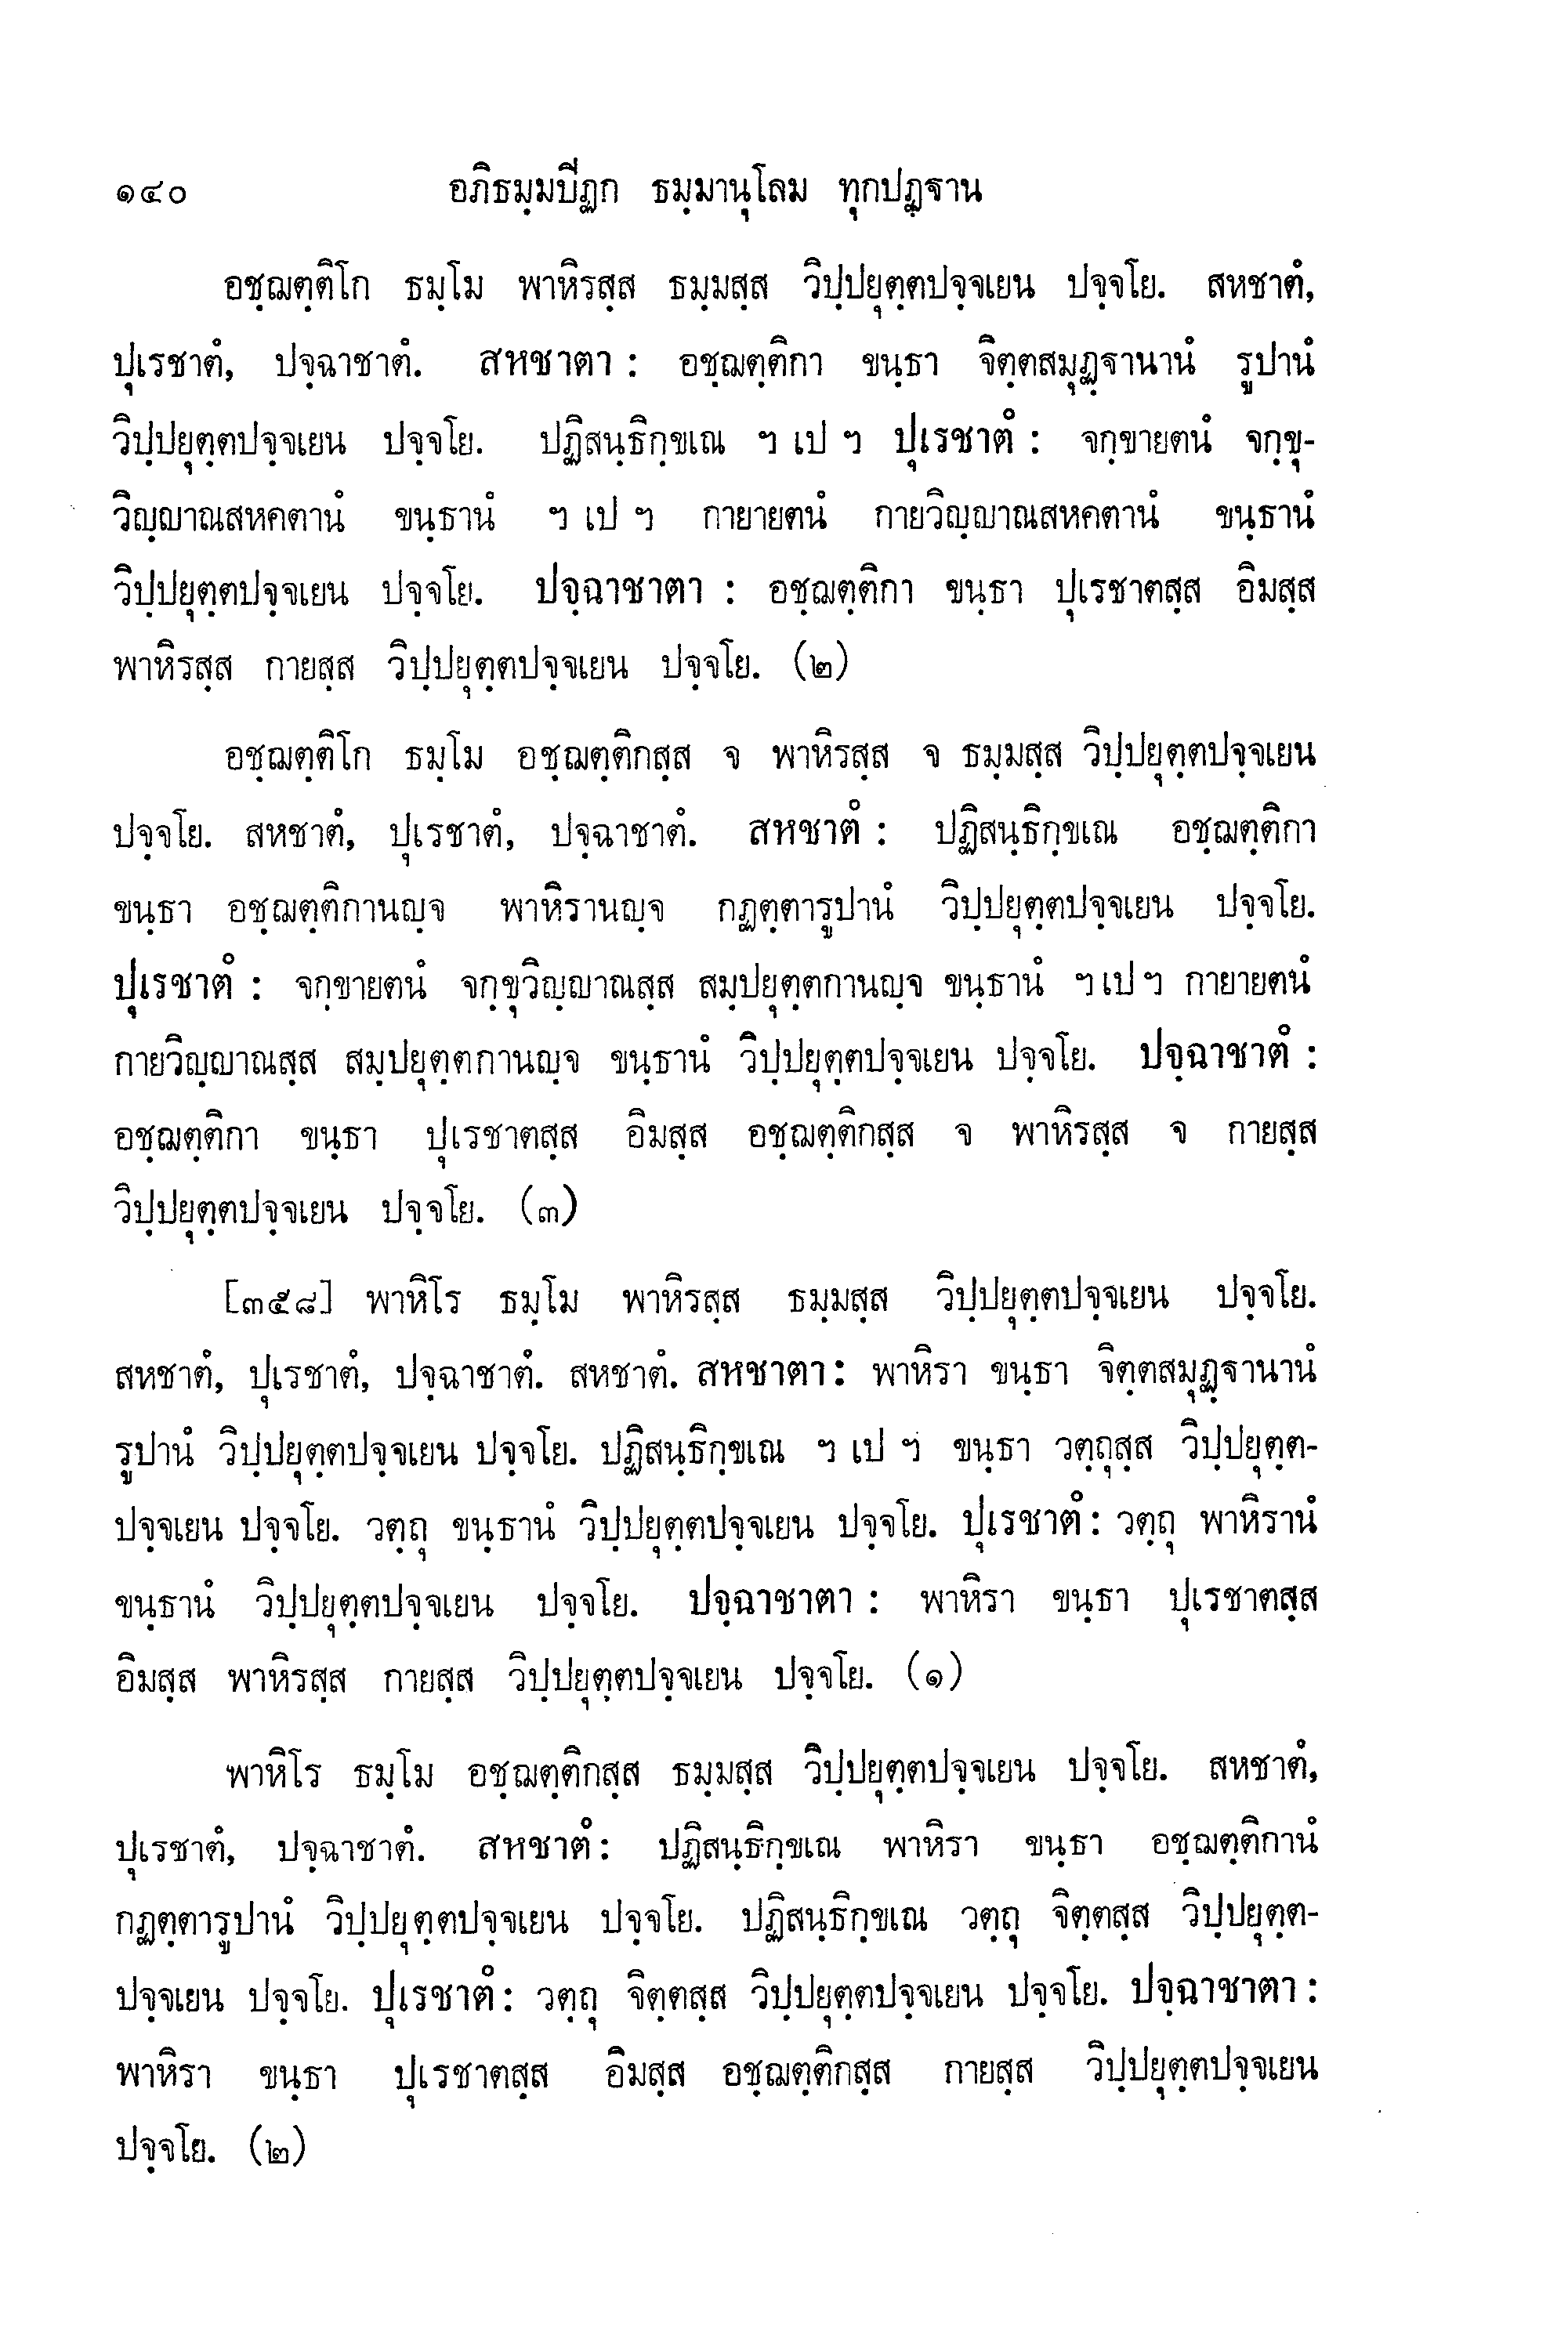 ๑๔๐ อภิธมฺมปิฏก ธมฺมานุโลม ทุกปฏฺฐาน
อชฺฌตฺติโก ธมฺโม พาหิรสฺส ธมฺมสฺส วิปฺปยุตฺตปจฺจเยน ปจฺจโย. สหชาตํ,
ปุเรชาตํ, ปจฺฉาชาตํ. สหชาตา : อชฺฌตฺติกา ขนฺธา จิตฺตสมุฏฺฐานานํ รูปานํ
วิปฺปยุตฺตปจฺจเยน ปจฺจโย. ปฏิสนฺธิกฺขเณ ฯ เป ฯ ปุเรชาตํ : จกฺขายตนํ จกฺขุ-
วิญฺญาณสหคตานํ ขนฺธานํ ฯ เป ฯ กายายตนํ กายวิญฺญาณสหคตานํ ขนฺธานํ
วิปฺปยุตฺตปจฺจเยน ปจฺจโย. ปจฺฉาชาตา : อชฺฌตฺติกา ขนฺธา ปุเรชาตสฺส อิมสฺส
พาหิรสฺส กายสฺส วิปฺปยุตฺตปจฺจเยน ปจฺจโย. (๒)
อชฺฌตฺติโก ธมฺโม อชฺฌตฺติกสฺส จ พาหิรสฺส จ ธมฺมสฺส วิปฺปยุตฺตปจฺจเยน
ปจฺจโย. สหชาตํ, ปุเรชาตํ, ปจฺฉาชาตํ. สหชาตํ : ปฏิสนฺธิกฺขเณ อชฺฌตฺติกา
ขนฺธา อชฺฌตฺติกานญฺจ พาหิรานญฺจ กฏตฺตารูปานํ วิปฺปยุตฺตปจฺจเยน ปจฺจโย.
ปุเรชาตํ : จกฺขายตนํ จกฺขุวิญฺญาณสฺส สมฺปยุตฺตกานญฺจ ขนฺธานํ ฯ เป ฯ กายายตนํ
กายวิญฺญาณสฺส สมฺปยุตฺตกานญฺจ ขนฺธานํ วิปฺปยุตฺตปจฺจเยน ปจฺจโย. ปจฺฉาชาตํ :
อชฺฌตฺติกา ขนฺธา ปุเรชาตสฺส อิมสฺส อชฺฌตฺติกสฺส จ พาหิรสฺส จ กายสฺส
วิปฺปยุตฺตปจฺจเยน ปจฺจโย. (๓)
[๓๕๘] พาหิโร ธมฺโม พาหิรสฺส ธมฺมสฺส วิปฺปยุตฺตปจฺจเยน ปจฺจโย.
สหชาตํ, ปุเรชาตํ, ปจฺฉาชาตํ. สหชาตํ. สหชาตา : พาหิรา ขนฺธา จิตฺตสมุฏฺฐานานํ
รูปานํ วิปฺปยุตฺตปจฺจเยน ปจฺจโย. ปฏิสนฺธิกฺขเณ ฯ เป ฯ ขนฺธา วตฺถุสฺส วิปฺปยุตฺต-
ปจฺจเยน ปจฺจโย. วตฺถุ ขนฺธานํ วิปฺปยุตฺตปจฺจเยน ปจฺจโย. ปุเรชาตํ : วตฺถุ พาหิรานํ
ขนฺธานํ วิปฺปยุตฺตปจฺจเยน ปจฺจโย. ปจฺฉาชาตา : พาหิรา ขนฺธา ปุเรชาตสฺส
อิมสฺส พาหิรสฺส กายสฺส วิปฺปยุตฺตปจฺจเยน ปจฺจโย. (๑)
พาหิโร ธมฺโม อชฺฌตฺติกสฺส ธมฺมสฺส วิปฺปยุตฺตปจฺจเยน ปจฺจโย. สหชาตํ,
ปุเรชาตํ, ปจฺฉาชาตํ. สหชาตํ : ปฏิสนฺธิกฺขเณ พาหิรา ขนฺธา อชฺฌตฺติกานํ
กฏตฺตารูปานํ วิปฺปยุตฺตปจฺจเยน ปจฺจโย. ปฏิสนฺธิกฺขเณ วตฺถุ จิตฺตสฺส วิปฺปยุตฺต-
ปจฺจเยน ปจฺจโย. ปุเรชาตํ : วตฺถุ จิตฺตสฺส วิปฺปยุตฺตปจฺจเยน ปจฺจโย. ปจฺฉาชาตา :
พาหิรา ขนฺธา ปุเรชาตสฺส อิมสฺส อชฺฌตฺติกสฺส กายสฺส วิปฺปยุตฺตปจฺจเยน
ปจฺจโย. (๒)